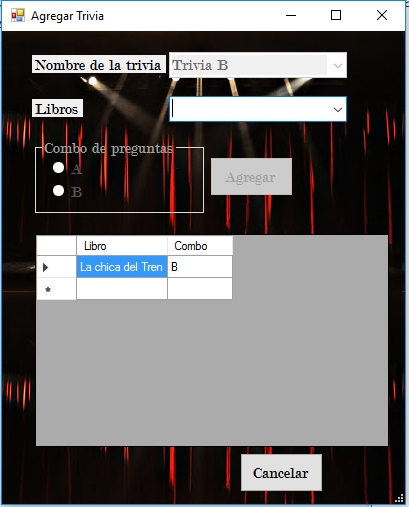 Agregar Trivia
Nombre de la trivia Trivia B
Libros
Combo de preguntas
A
B
Agregar
Libro Combo
La chica del Tren B
Cancelar